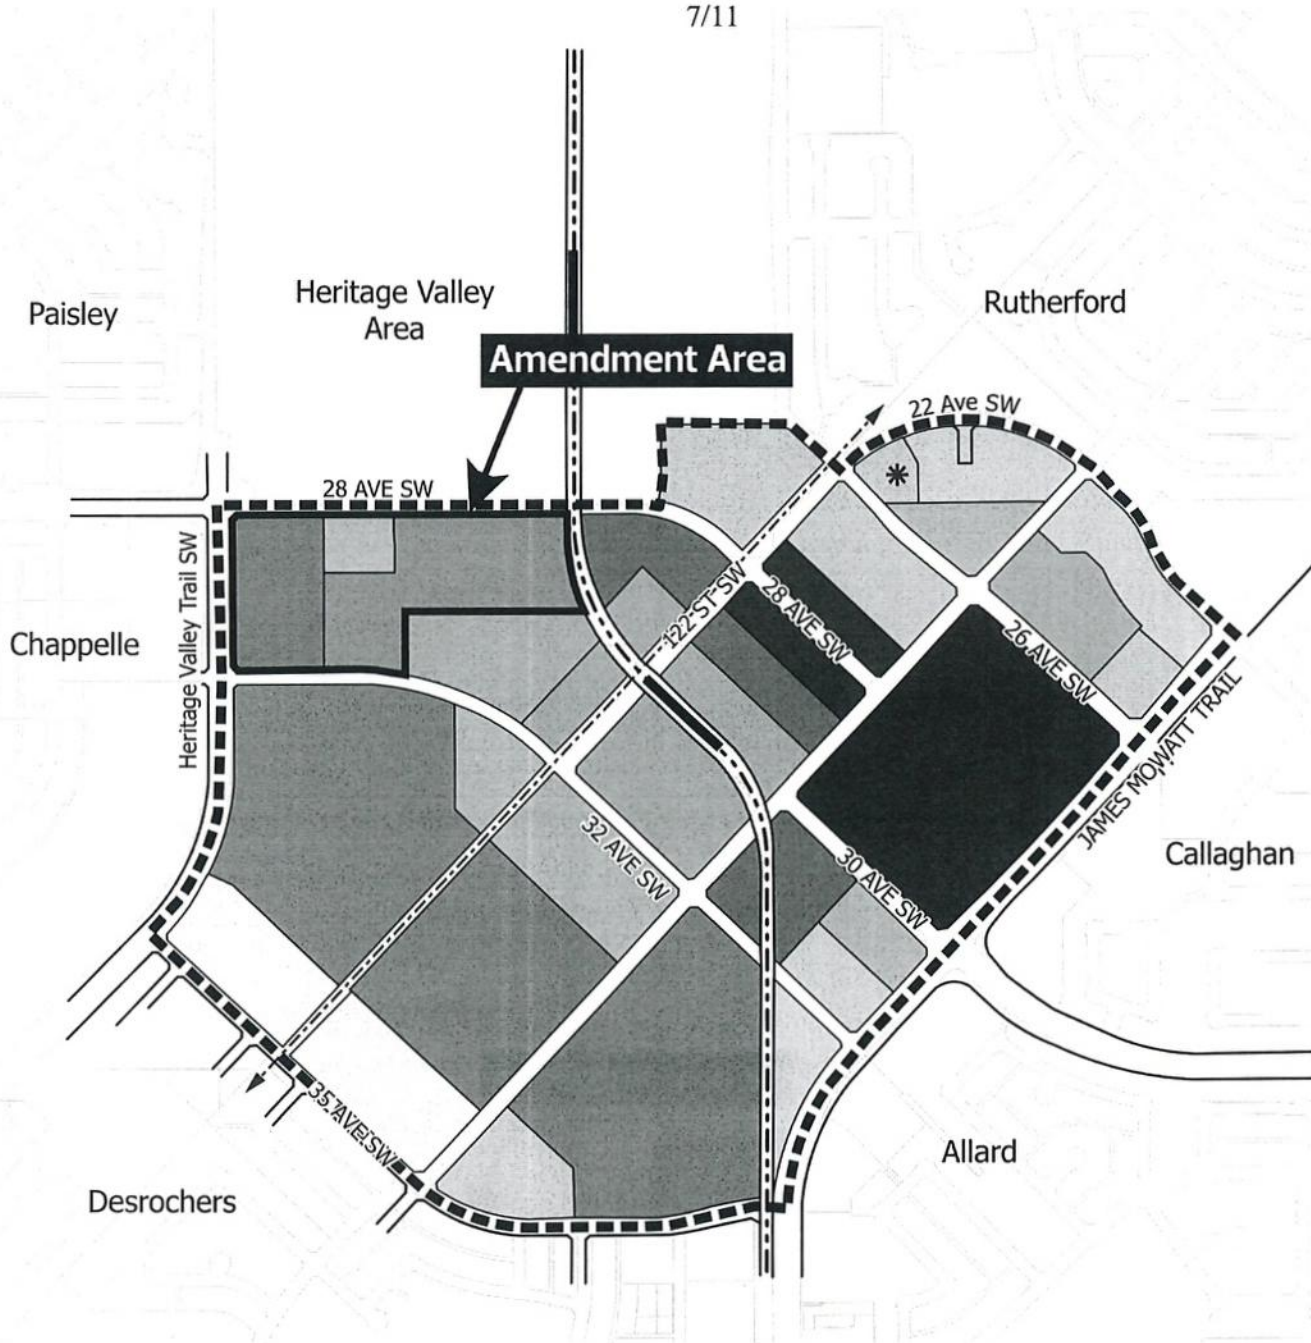 7/11
Heritage Valley
Area
Paisley
Rutherford
Amendment Area
22 Ave SW
28 AVE SW
Heritage Valley Trail SW
122 ST SW
28 AVE SW
26 AVE SW
Chappelle
JAMES MOWATT TRAIL
32 AVE SW
30 AVE SW
Callaghan
35 AVE SW
Allard
Desrochers